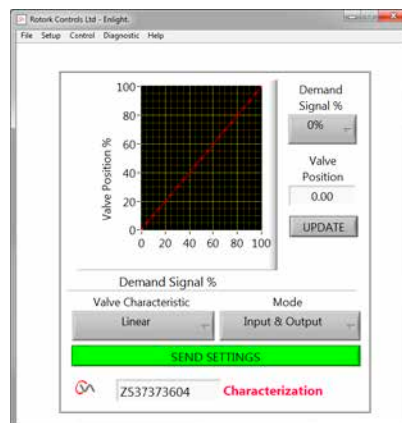 Rotork Controls Ltd - Enlight.
File Setup Control Diagnostic Help
100
80
60
40
20
0
Valve Position %
0 20 40 60 80 100
Demand Signal %
Demand
Signal %
0%
Valve
Position
0.00
UPDATE
Valve Characteristic
Linear
Mode
Input & Output
SEND SETTINGS
ZS37373604
Characterization